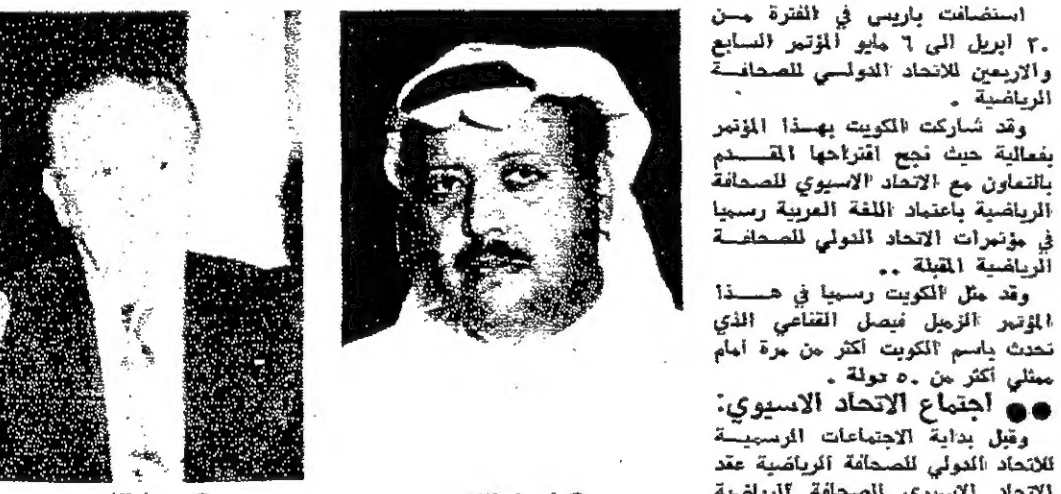 استضافت باريس في الفترة من
٣٠ ابريل الى ٦ مايو المؤتمر السابع
والاربعين للاتحاد الدولي للصحافة
الرياضية .
وقد شاركت الكويت بهذا المؤتمر
بفعالية حيث نجح اقتراحها المقدم
بالتعاون مع الاتحاد الاسيوي للصحافة
الرياضية باعتماد اللغة العربية رسميا
في مؤتمرات الاتحاد الدولي للصحافة
الرياضية المقبلة ..
وقد مثل الكويت رسميا في هذا
المؤتمر الزميل فيصل القناعي الذي
تحدث باسم الكويت أكثر من مرة أمام
ممثلي أكثر من ٥٠ دولة .
●● اجتماع الاتحاد الاسيوي:
وقبل بداية الاجتماعات الرسمية
للاتحاد الدولي للصحافة الرياضية عقد
الاتحاد الاسيوي للصحافة الرياضية